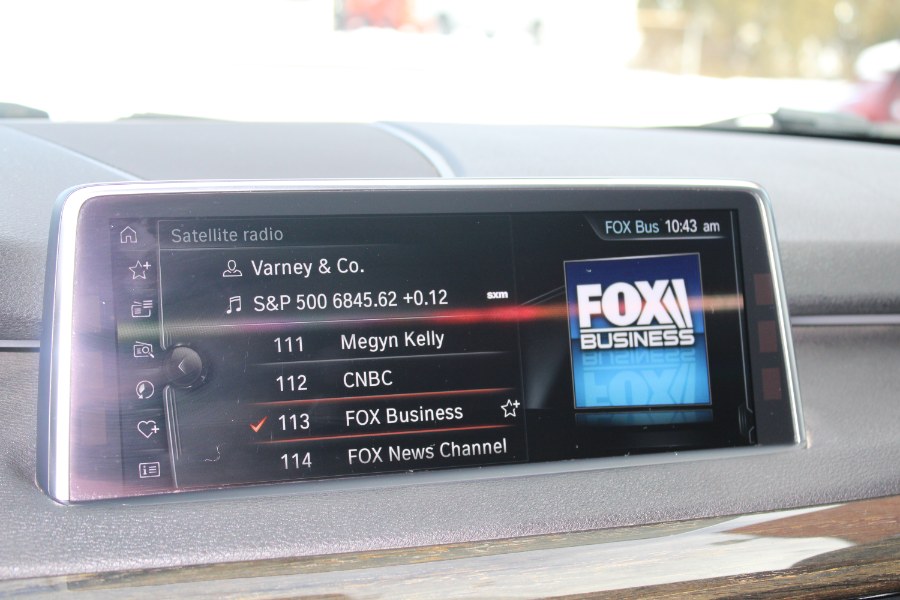 Satellite radio
FOX Bus 10:43 am
Varney & Co.
S&P 500 6845.62 +0.12
sxm
111 Megyn Kelly
112 CNBC
113 FOX Business
114 FOX News Channel
FOX
BUSINESS